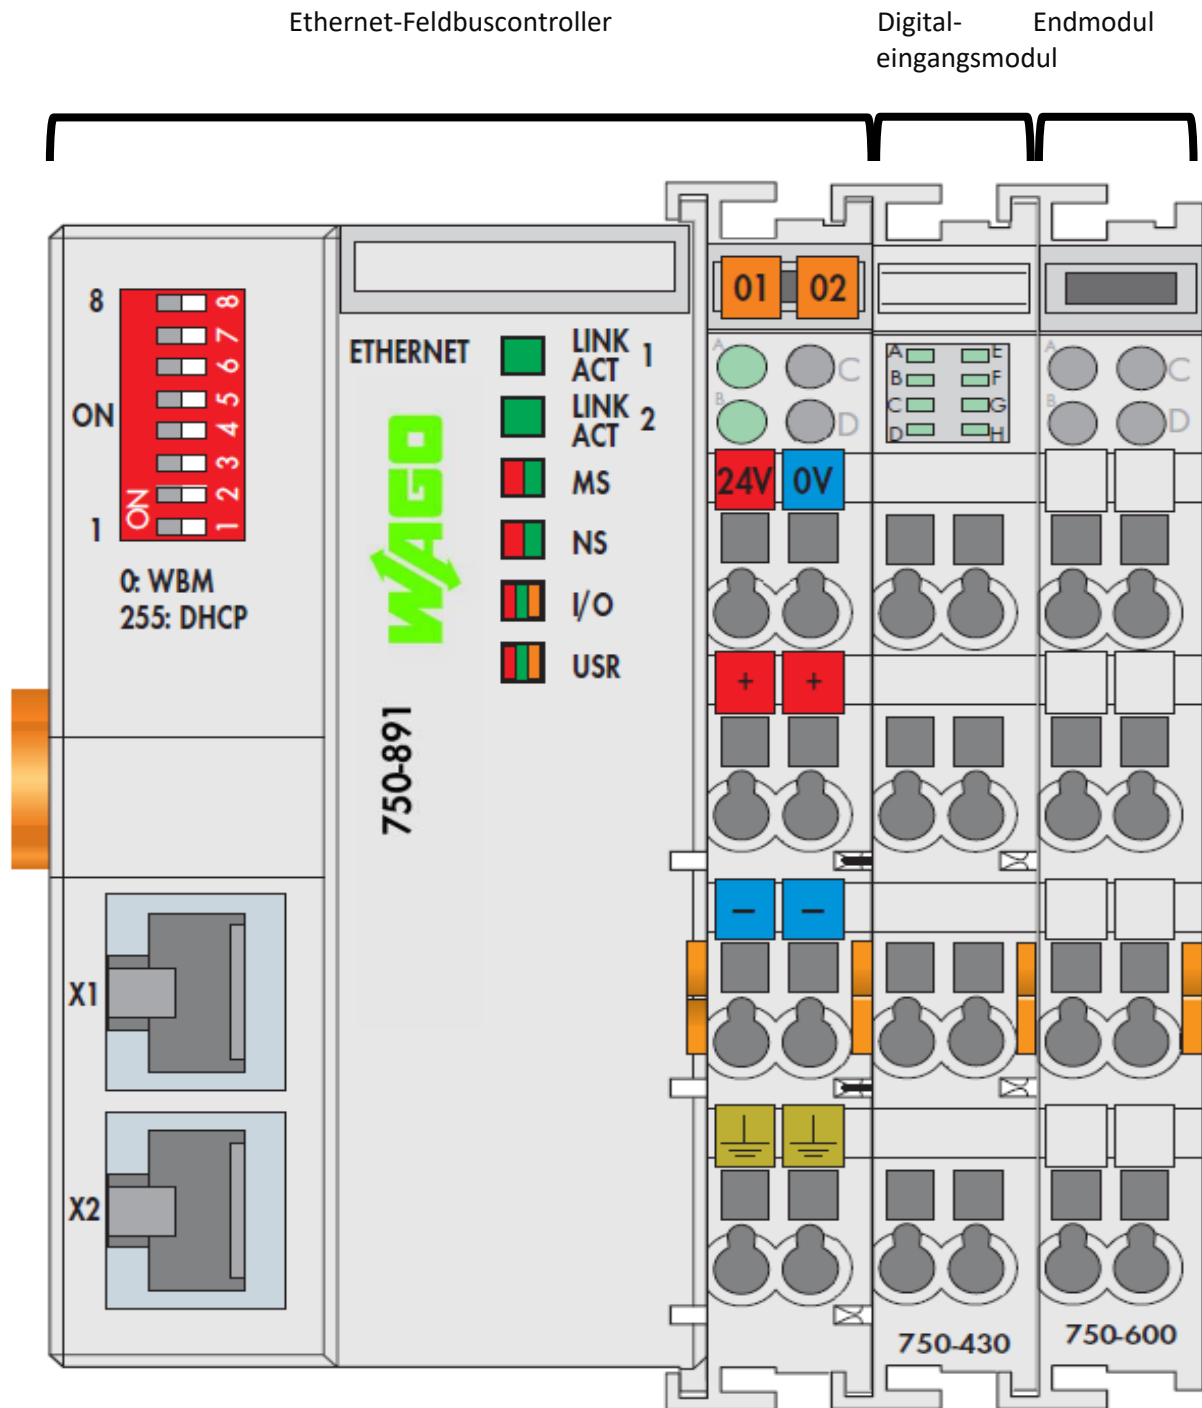 Ethernet-Feldbuscontroller
Digital-
eingangsmodul
Endmodul
8
ON
1
8
7
6
5
4
3
2
1
ON
0: WBM
255: DHCP
ETHERNET
LINK
ACT 1
LINK
ACT 2
MS
NS
I/O
USR
WAGO
750-891
X1
X2
01 02
A C
B D
24V 0V
+ +
− −
A E
B F
C G
D H
750-430
A C
B D
750-600